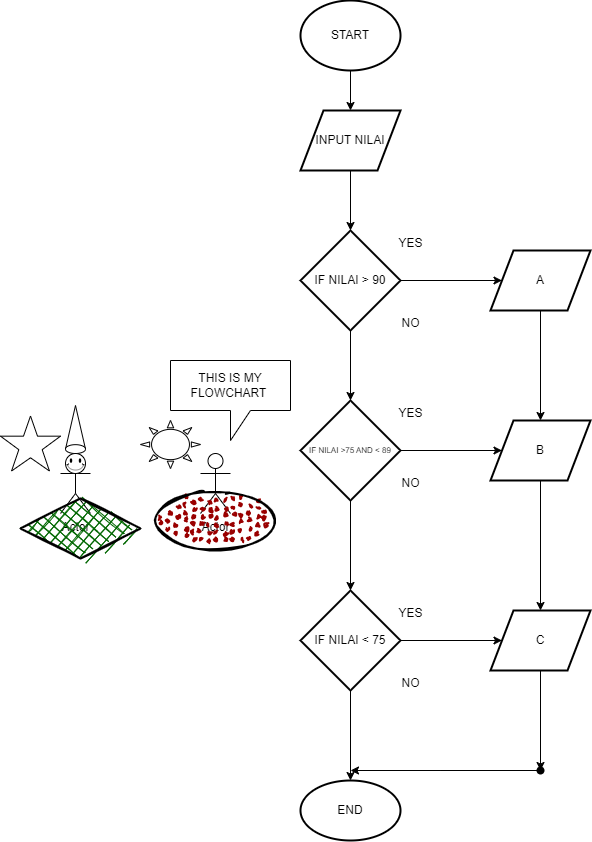 START
INPUT NILAI
YES
IF NILAI > 90
A
NO
THIS IS MY
FLOWCHART
YES
IF NILAI >75 AND < 89
B
NO
Actor
Actor
YES
IF NILAI < 75
C
NO
END